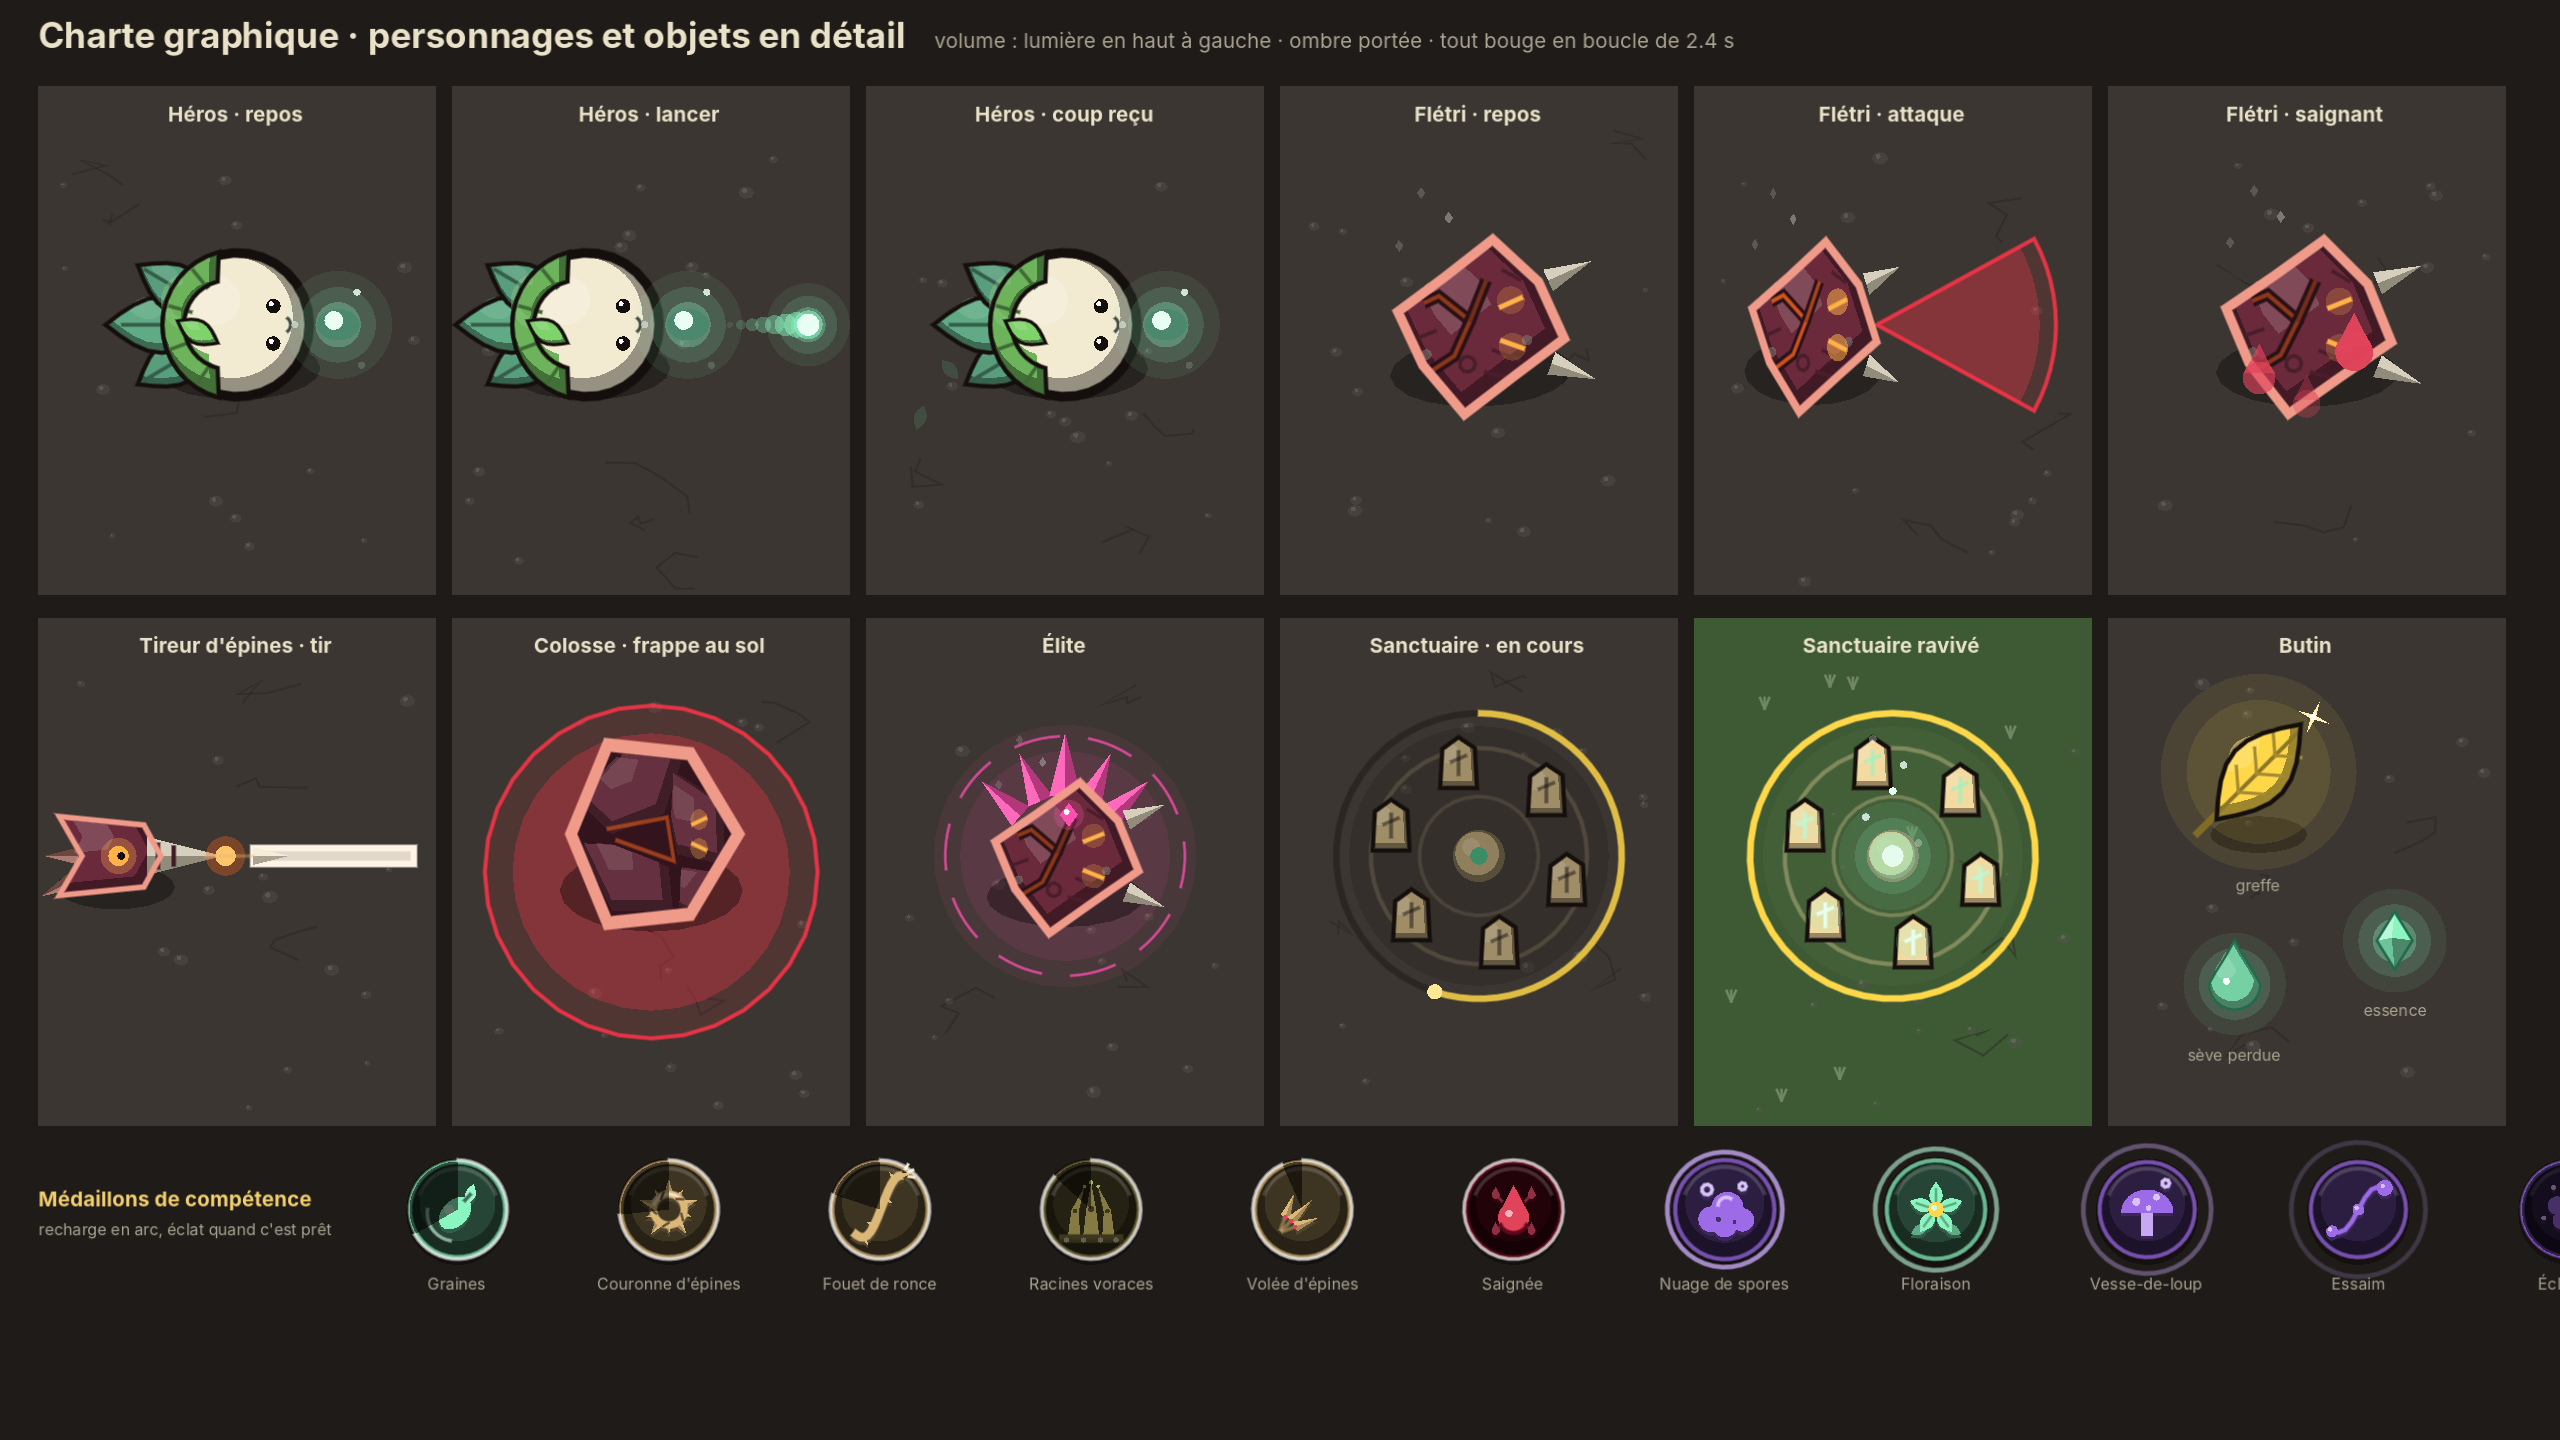 Charte graphique · personnages et objets en détail
volume : lumière en haut à gauche · ombre portée · tout bouge en boucle de 2.4 s
Héros · repos
Héros · lancer
Héros · coup reçu
Flétri · repos
Flétri · attaque
Flétri · saignant
Tireur d'épines · tir
Colosse · frappe au sol
Élite
Sanctuaire · en cours
Sanctuaire ravivé
Butin
greffe
essence
sève perdue
Médaillons de compétence
recharge en arc, éclat quand c'est prêt
Graines
Couronne d'épines
Fouet de ronce
Racines voraces
Volée d'épines
Saignée
Nuage de spores
Floraison
Vesse-de-loup
Essaim